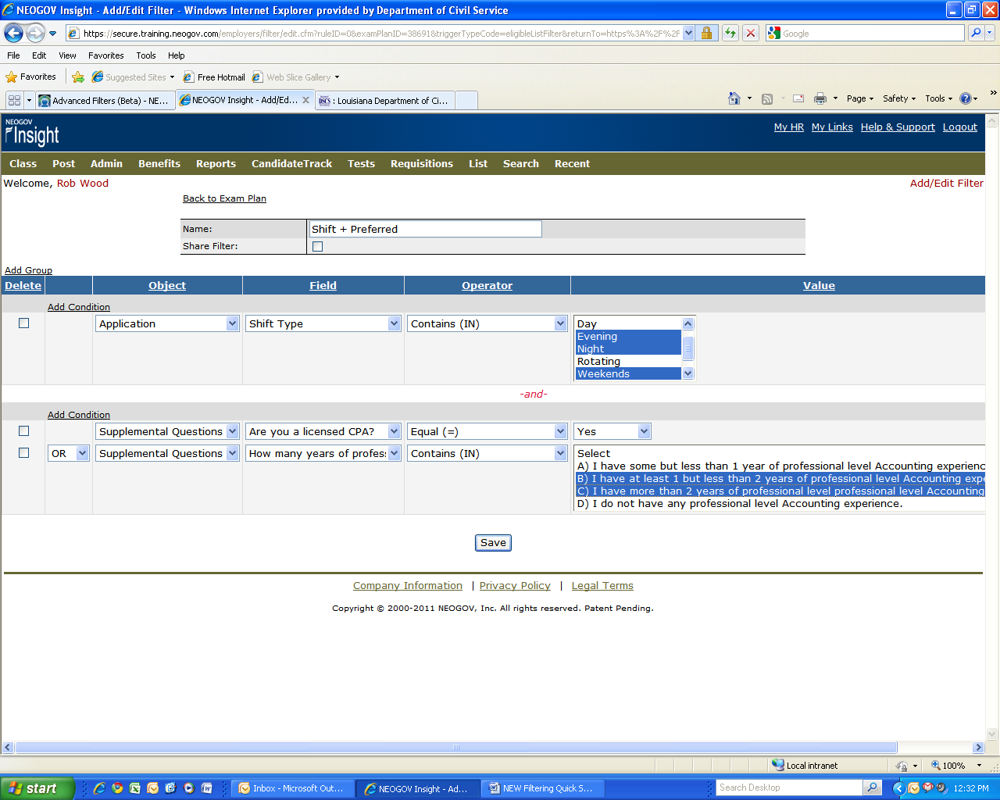 NEOGOV Insight - Add/Edit Filter - Windows Internet Explorer provided by Department of Civil Service
https://secure.training.neogov.com/employers/filter/edit.cfm?ruleID=0&examPlanID=38691&triggerTypeCode=eligibleListFilter&returnTo=https%3A%2F%2F
Google
File Edit View Favorites Tools Help
Favorites Suggested Sites Free Hotmail Web Slice Gallery
Advanced Filters (Beta) - NE... NEOGOV Insight - Add/Ed... DSCS : Louisiana Department of Ci... Page Safety Tools
NEOGOV
Insight
My HR My Links Help & Support Logout
Class Post Admin Benefits Reports CandidateTrack Tests Requisitions List Search Recent
Welcome, Rob Wood Add/Edit Filter
Back to Exam Plan
Name: Shift + Preferred
Share Filter:
Add Group
Delete Object Field Operator Value
Add Condition
Application Shift Type Contains (IN) Day
Evening
Night
Rotating
Weekends
-and-
Add Condition
Supplemental Questions Are you a licensed CPA? Equal (=) Yes
OR Supplemental Questions How many years of profes: Contains (IN) Select
A) I have some but less than 1 year of professional level Accounting experienc
B) I have at least 1 but less than 2 years of professional level Accounting expe
C) I have more than 2 years of professional level professional level Accounting
D) I do not have any professional level Accounting experience.
Save
Company Information | Privacy Policy | Legal Terms
Copyright © 2000-2011 NEOGOV, Inc. All rights reserved. Patent Pending.
Local intranet 100%
start Inbox - Microsoft Out... NEOGOV Insight - Ad... NEW Filtering Quick S... Search Desktop 12:32 PM